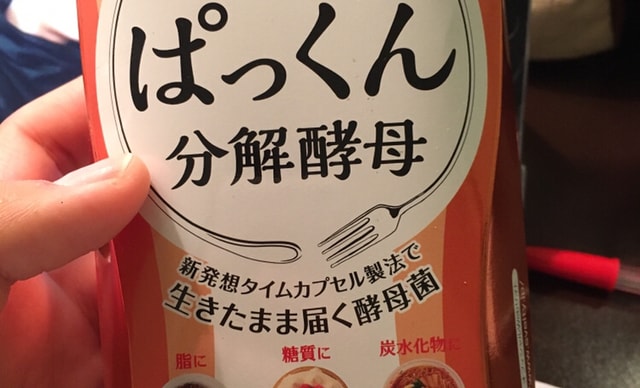 ぱっくん
分解酵母
新発想タイムカプセル製法で
生きたまま届く酵母菌
脂に 糖質に 炭水化物に